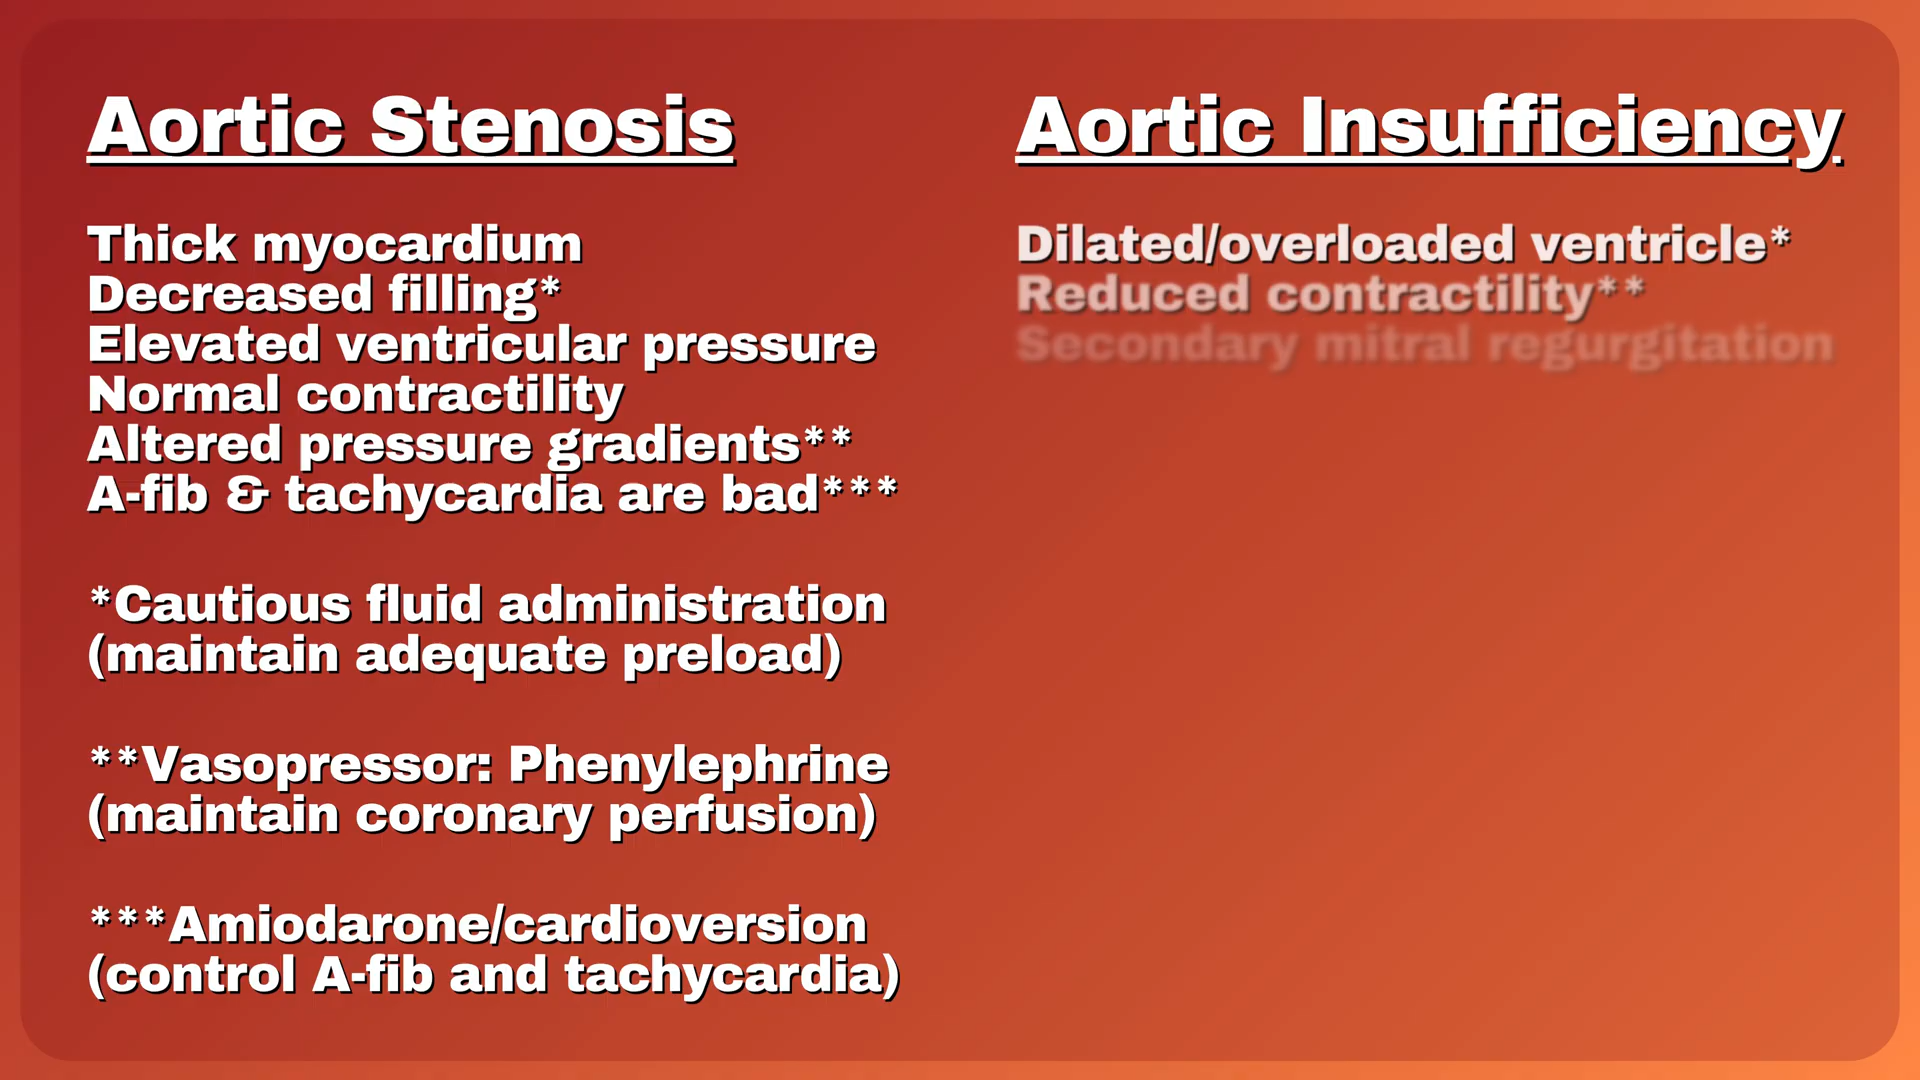 Aortic Stenosis
Thick myocardium
Decreased filling*
Elevated ventricular pressure
Normal contractility
Altered pressure gradients**
A-fib & tachycardia are bad***
*Cautious fluid administration
(maintain adequate preload)
**Vasopressor: Phenylephrine
(maintain coronary perfusion)
***Amiodarone/cardioversion
(control A-fib and tachycardia)
Aortic Insufficiency
Dilated/overloaded ventricle*
Reduced contractility**
Secondary mitral regurgitation